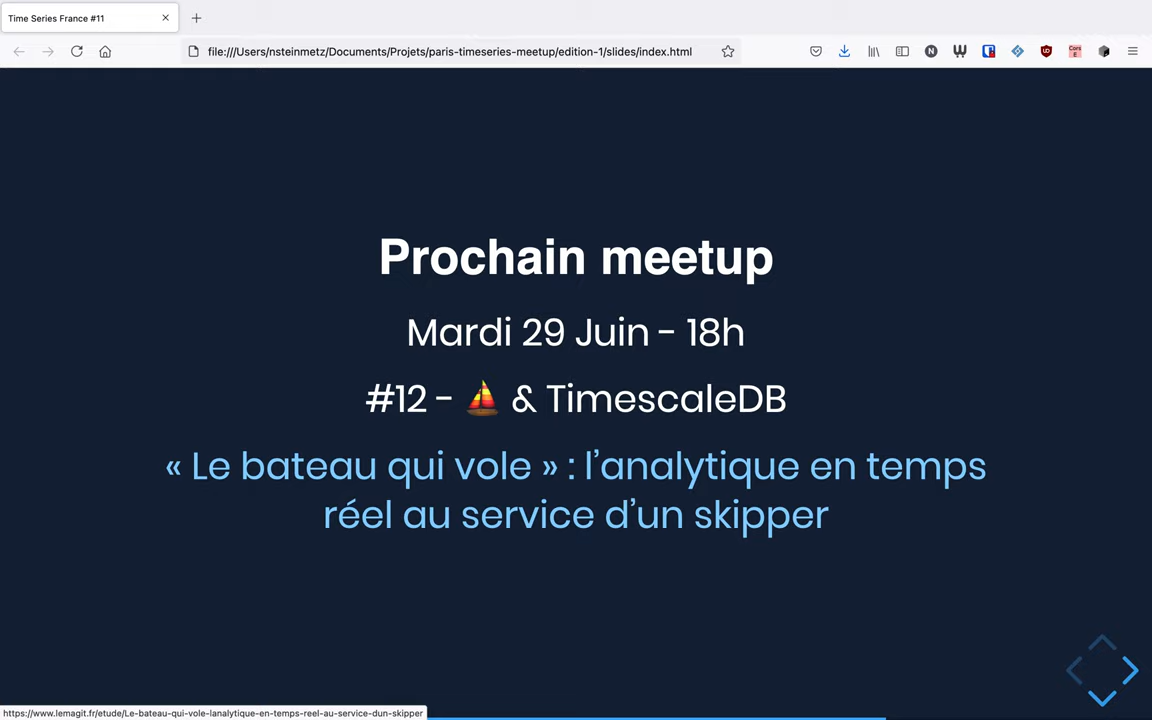 Time Series France #11
file:///Users/nsteinmetz/Documents/Projets/paris-timeseries-meetup/edition-1/slides/index.html
Prochain meetup
Mardi 29 Juin - 18h
#12 - ⛵ & TimescaleDB
« Le bateau qui vole » : l’analytique en temps
réel au service d’un skipper
https://www.lemagit.fr/etude/Le-bateau-qui-vole-lanalytique-en-temps-reel-au-service-dun-skipper